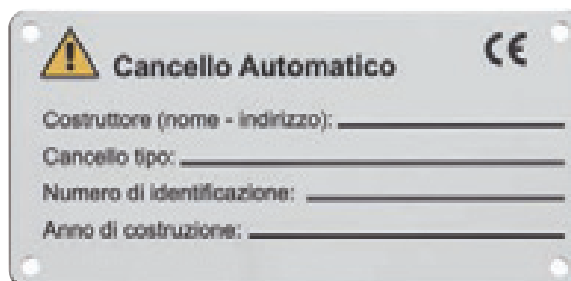 Cancello Automatico CE
Costruttore (nome - indirizzo):
Cancello tipo:
Numero di identificazione:
Anno di costruzione: